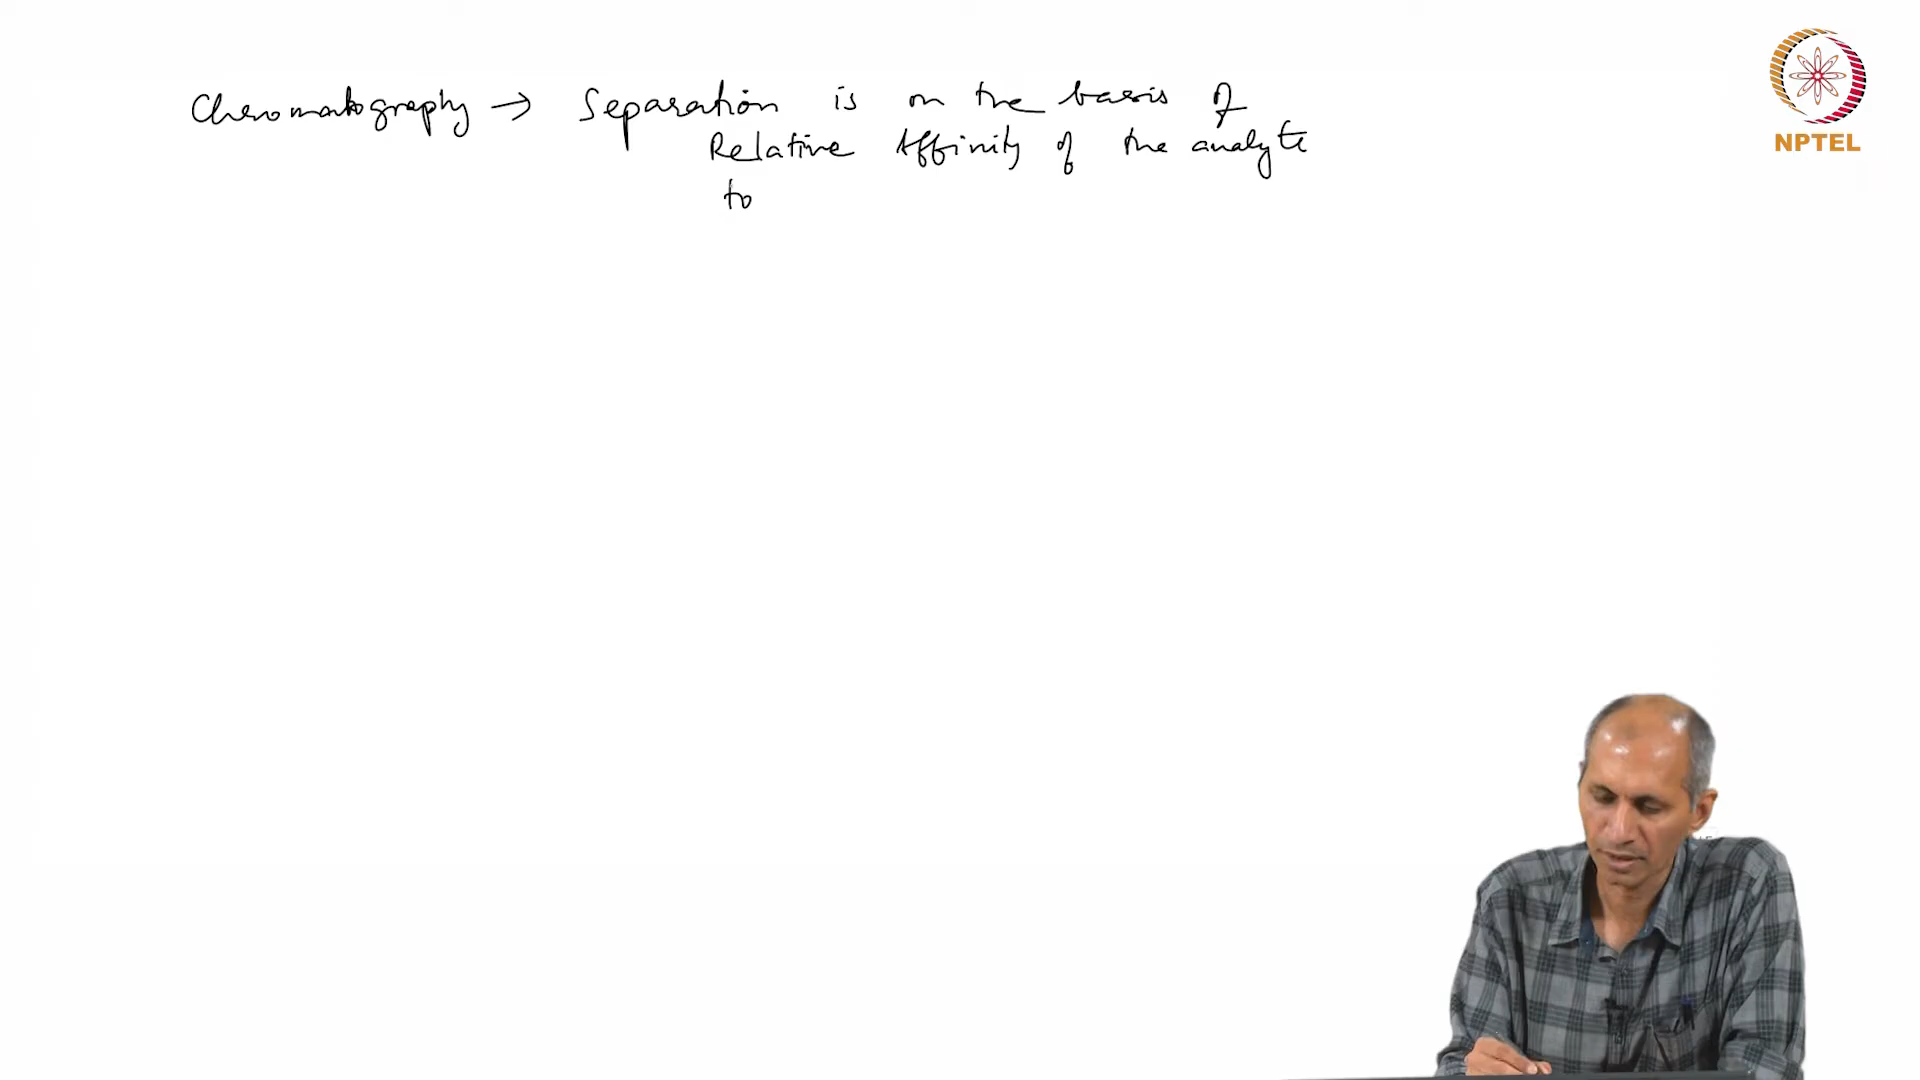 Chromatography → Separation is on the basis of
Relative Affinity of the analyte
to
NPTEL